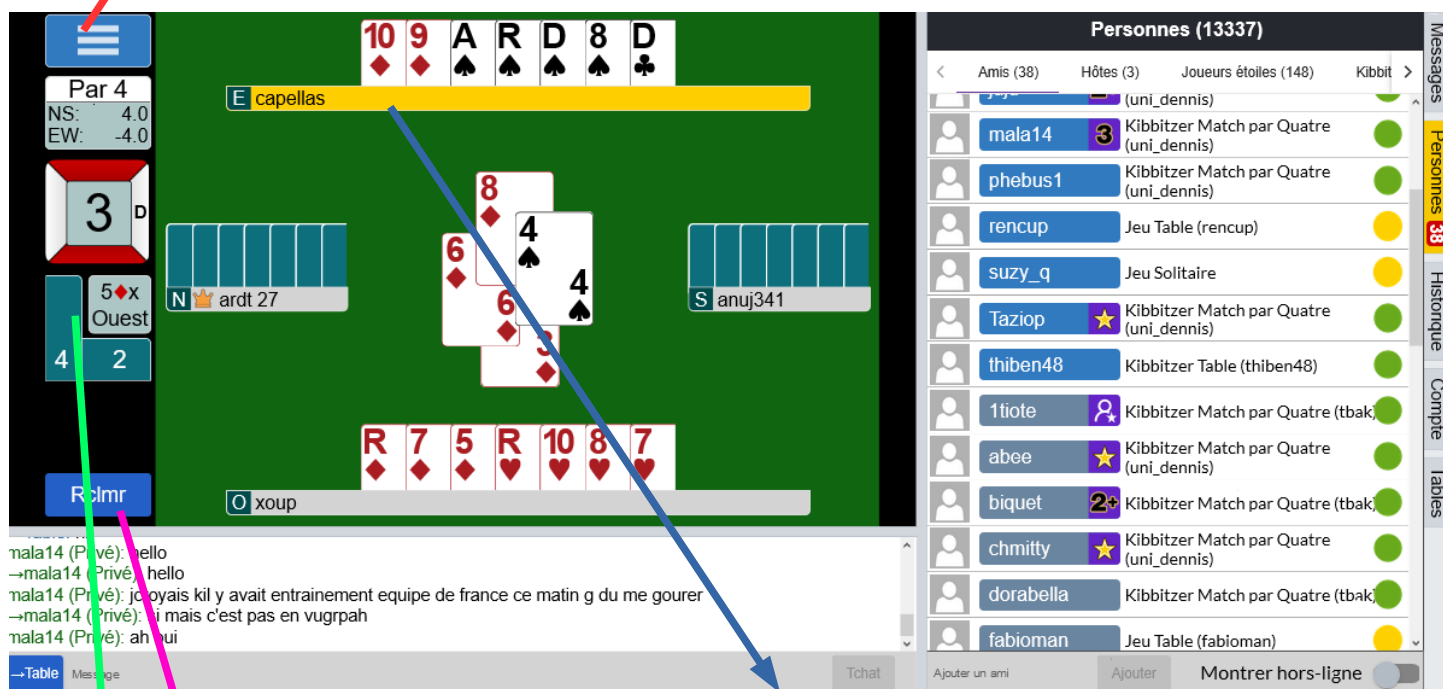 10 9 A R D 8 D
E capellas
Par 4
NS: 4.0
EW: -4.0
3 D
5♦x
Ouest
4 2
N ardt 27
S anuj341
8
6
4
4
6
3
R 7 5 R 10 8 7
O xoup
Rclmr
mala14 (Privé): hello
→mala14 (Privé): hello
mala14 (Privé): jcroyais kil y avait entrainement equipe de france ce matin g du me gourer
mais c'est pas en vugrpah
mala14 (Privé): ah oui
→Table Message Tchat
Personnes (13337)
< Amis (38) Hôtes (3) Joueurs étoiles (148) Kibbit >
(uni_dennis)
mala14 3 Kibbitzer Match par Quatre
(uni_dennis)
phebus1 Kibbitzer Match par Quatre
(uni_dennis)
rencup Jeu Table (rencup)
suzy_q Jeu Solitaire
Taziop Kibbitzer Match par Quatre
(uni_dennis)
thiben48 Kibbitzer Table (thiben48)
1tiote Kibbitzer Match par Quatre (tbak)
abee Kibbitzer Match par Quatre
(uni_dennis)
biquet 2+ Kibbitzer Match par Quatre (tbak)
chmitty Kibbitzer Match par Quatre
(uni_dennis)
dorabella Kibbitzer Match par Quatre (tbak)
fabioman Jeu Table (fabioman)
Ajouter un ami Ajouter Montrer hors-ligne
Messages
Personnes 38
Historique
Compte
Tables